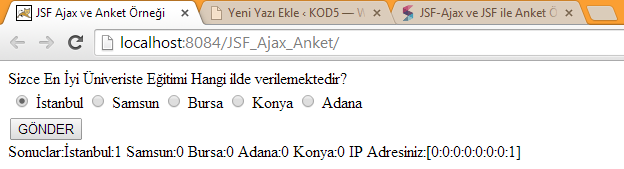 JSF Ajax ve Anket Örneği
Yeni Yazı Ekle ‹ KOD5 — W
JSF-Ajax ve JSF ile Anket Ö
localhost:8084/JSF_Ajax_Anket/
Sizce En İyi Üniveriste Eğitimi Hangi ilde verilemektedir?
İstanbul Samsun Bursa Konya Adana
GÖNDER
Sonuclar:İstanbul:1 Samsun:0 Bursa:0 Adana:0 Konya:0 IP Adresiniz:[0:0:0:0:0:0:0:1]